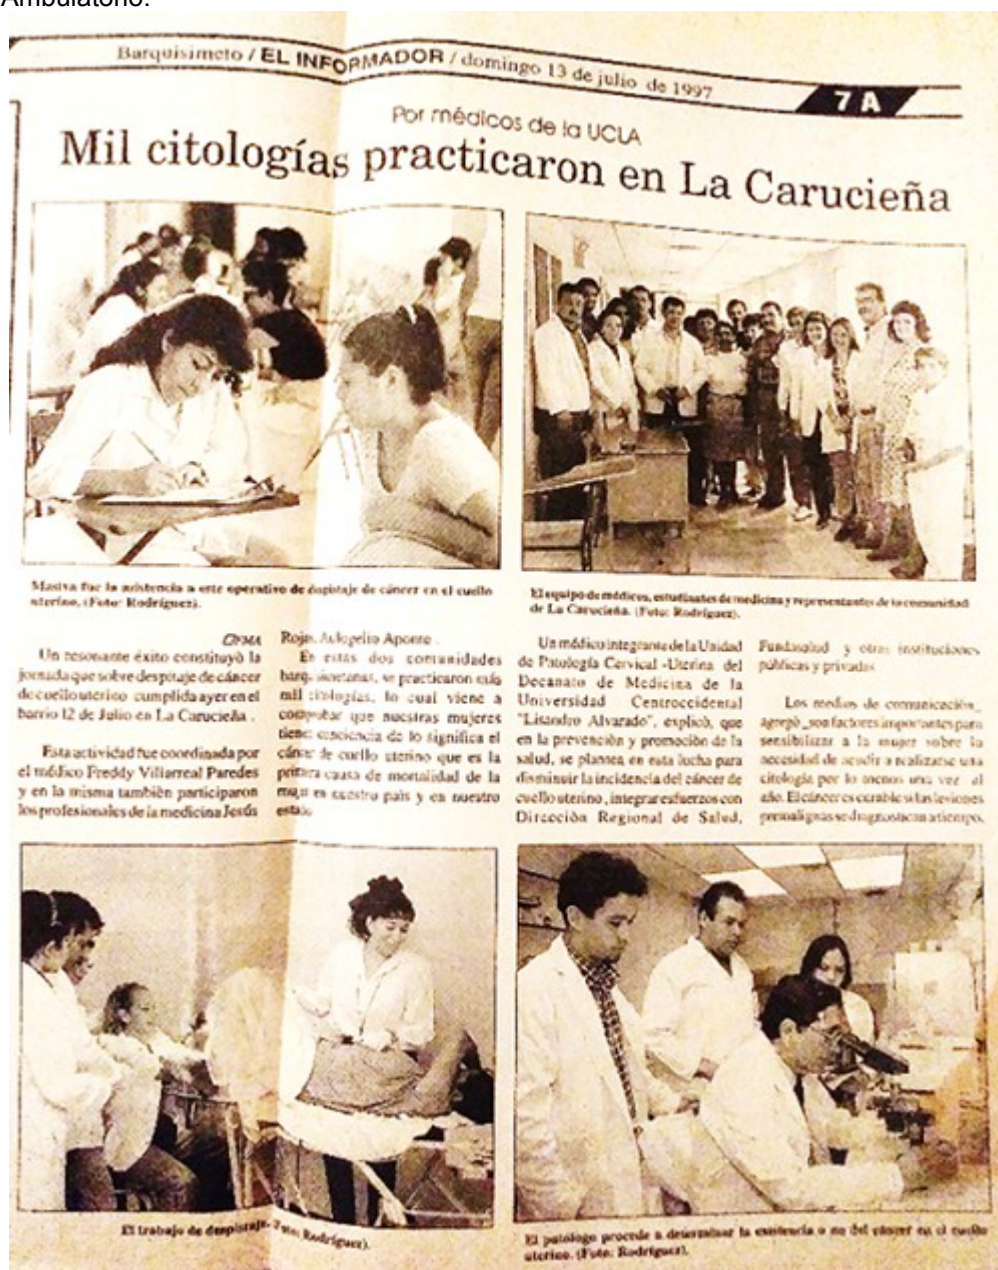 Ambulatorio.
Barquisimeto / EL INFORMADOR / domingo 13 de julio de 1997
7 A
Por médicos de la UCLA
Mil citologías practicaron en La Carucieña
Masiva fue la asistencia a este operativo de despistaje de cáncer en el cuello
uterino. (Foto: Rodríguez).
El equipo de médicos, estudiantes de medicina y representantes de la comunidad
de La Carucieña. (Foto: Rodríguez).
Un resonante éxito constituyò la
jornada que sobre despitaje de cáncer
de cuello uterino cumplida ayer en el
barrio 12 de Julio en La Carucieña .
Esta actividad fue coordinada por
el médico Freddy Villarreal Paredes
y en la misma tambièn participaron
los profesionales de la medicina Jesús
Rojas, Aulogelio Aponte .
En estas dos comunidades
barquisimetanas, se practicaron más
mil citologías, lo cual viene a
comprobar que nuestras mujeres
tienen conciencia de lo significa el
cáncer de cuello uterino que es la
primera causa de mortalidad de la
mujer en nuestro país y en nuestro
estado
Un médico integrante de la Unidad
de Patología Cervical -Uterina del
Decanato de Medicina de la
Universidad Centroccidental
"Lisandro Alvarado", explicó, que
en la prevención y promoción de la
salud, se plantea en esta lucha para
disminuir la incidencia del cáncer de
cuello uterino , integrar esfuerzos con
Dirección Regional de Salud,
Fundasalud y otras instituciones
públicas y privadas
Los medios de comunicación_
agregò _son factores importantes para
sensibilizar a la mujer sobre la
necesidad de acudir a realizarse una
citología por lo menos una vez al
año. El cáncer es curable si las lesiones
premalignas se diagnostican a tiempo.
El trabajo de despistaje. Foto: Rodríguez).
El patólogo procede a determinar la existencia o no del cáncer en el cuello
uterino. (Foto: Rodríguez).